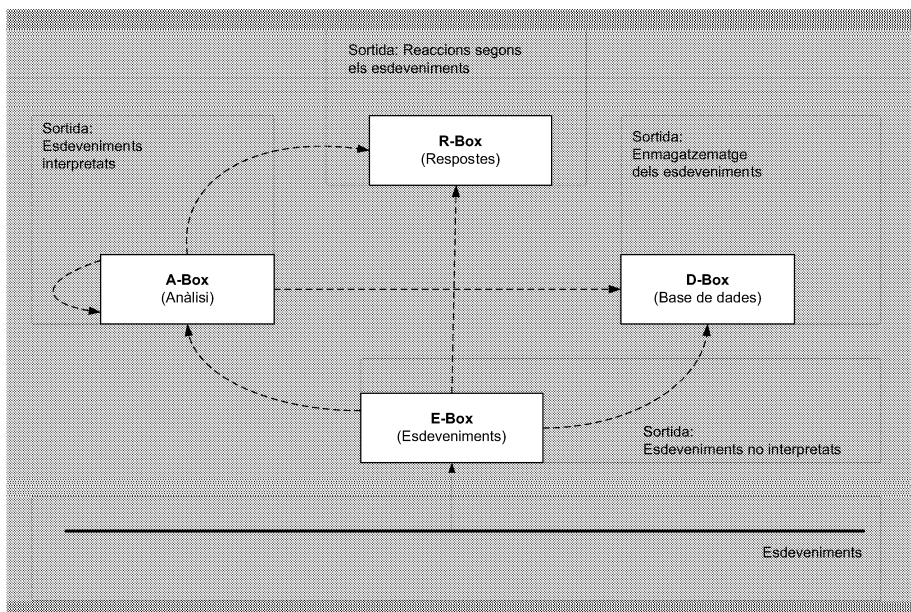 Sortida: Reaccions segons
els esdeveniments
Sortida:
Esdeveniments
interpretats
R-Box
(Respostes)
Sortida:
Enmagatzematge
dels esdeveniments
A-Box
(Anàlisi)
D-Box
(Base de dades)
E-Box
(Esdeveniments)
Sortida:
Esdeveniments no interpretats
Esdeveniments